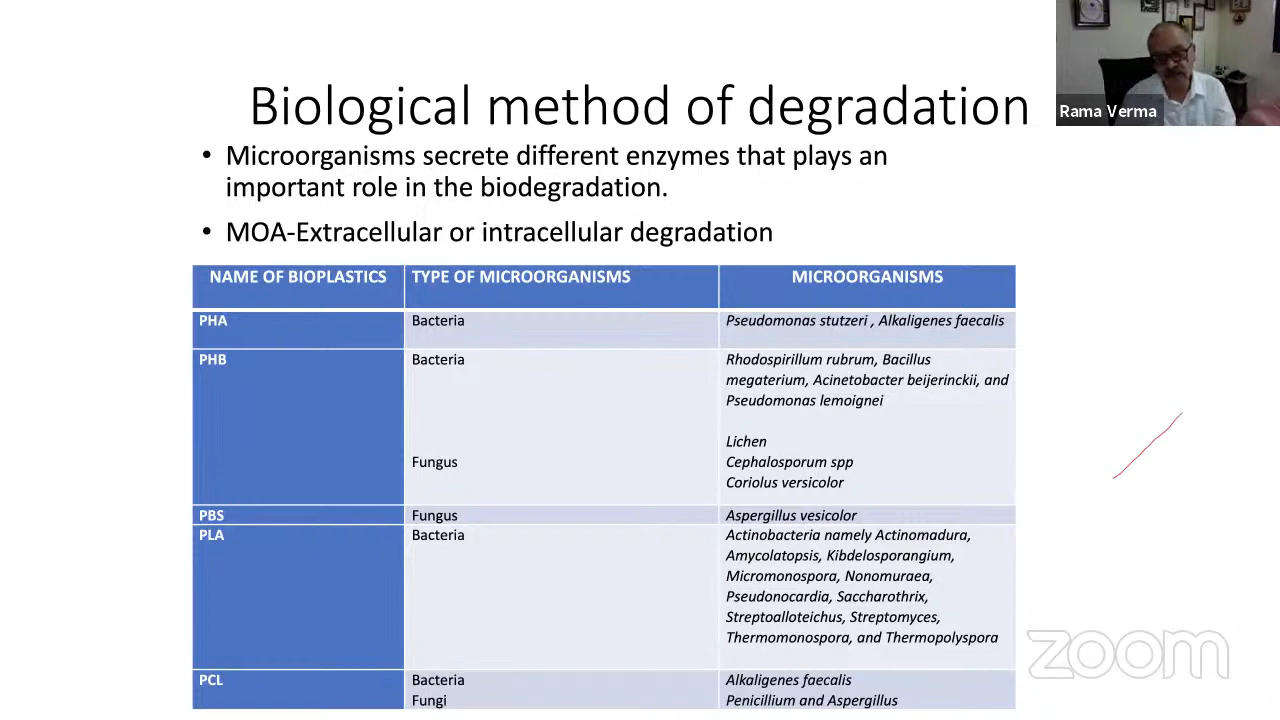 Biological method of degradation
Rama Verma
• Microorganisms secrete different enzymes that plays an
important role in the biodegradation.
• MOA-Extracellular or intracellular degradation
NAME OF BIOPLASTICS TYPE OF MICROORGANISMS MICROORGANISMS
PHA Bacteria Pseudomonas stutzeri , Alkaligenes faecalis
PHB Bacteria Rhodospirillum rubrum, Bacillus
megaterium, Acinetobacter beijerinckii, and
Pseudomonas lemoignei
Lichen
Fungus Cephalosporum spp
Coriolus versicolor
PBS Fungus Aspergillus vesicolor
PLA Bacteria Actinobacteria namely Actinomadura,
Amycolatopsis, Kibdelosporangium,
Micromonospora, Nonomuraea,
Pseudonocardia, Saccharothrix,
Streptoalloteichus, Streptomyces,
Thermomonospora, and Thermopolyspora
PCL Bacteria Alkaligenes faecalis
Fungi Penicillium and Aspergillus
zoom